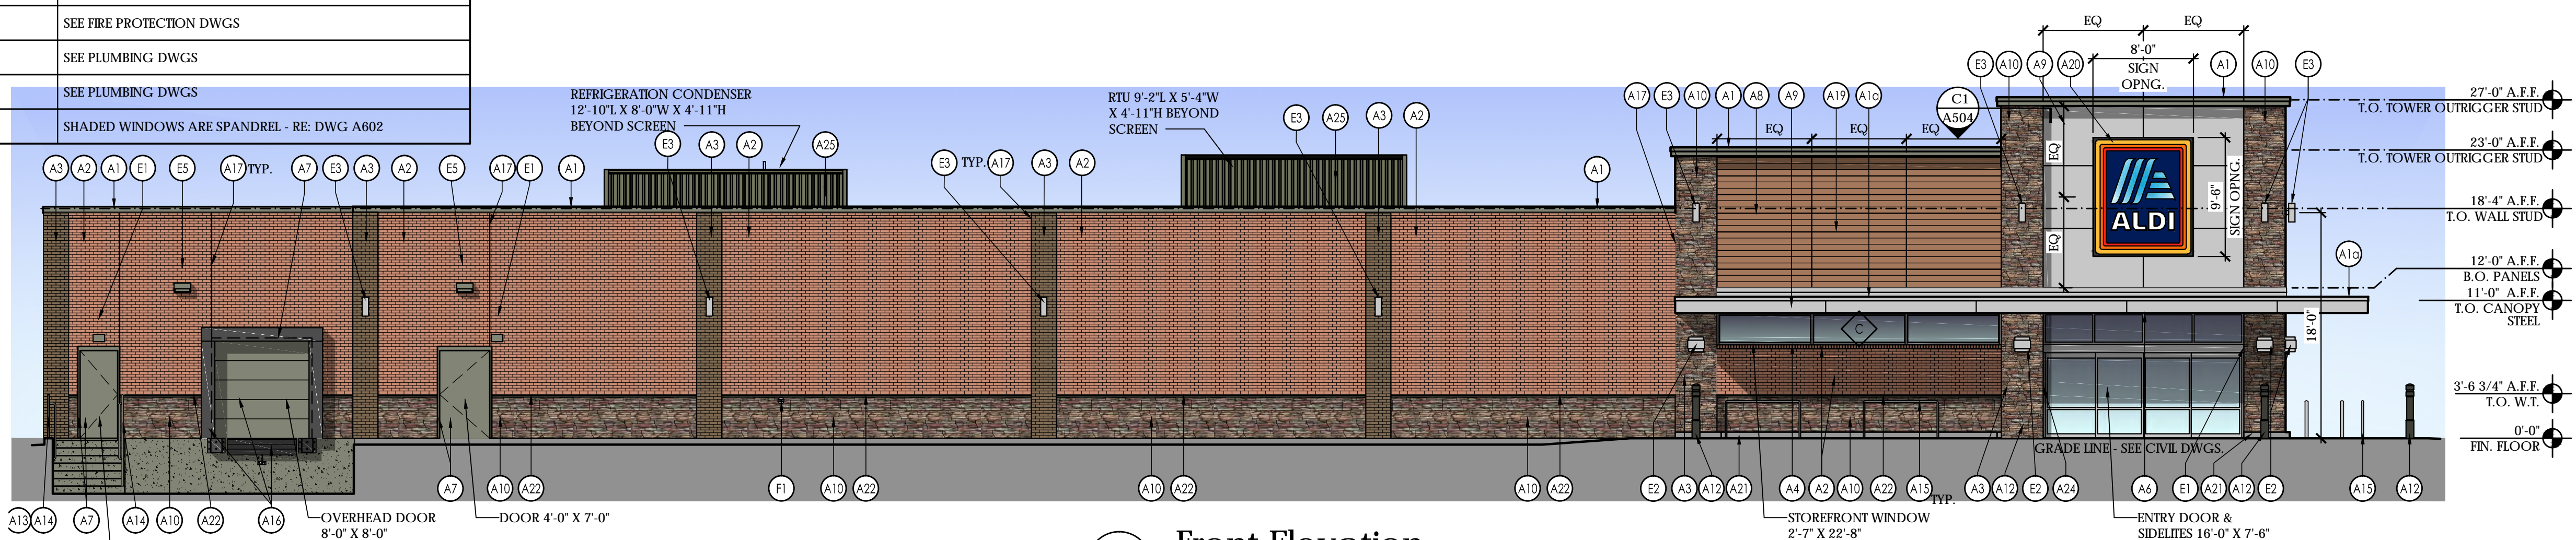 SEE FIRE PROTECTION DWGS
SEE PLUMBING DWGS
SEE PLUMBING DWGS
SHADED WINDOWS ARE SPANDREL - RE: DWG A602
EQ EQ
8'-0"
SIGN
OPNG.
E3 A10 A9 A20 A1 A10 E3
REFRIGERATION CONDENSER
12'-10"L X 8'-0"W X 4'-11"H
BEYOND SCREEN
RTU 9'-2"L X 5'-4"W
X 4'-11"H BEYOND
SCREEN
A17 E3 A10 A1 A8 A9 A19 A1a
C1
A504
EQ EQ EQ
27'-0" A.F.F.
T.O. TOWER OUTRIGGER STUD
E3 A25 A3 A2
E3 A3 A2 A25
23'-0" A.F.F.
T.O. TOWER OUTRIGGER STUD
A3 A2 A1 E1 E5 A17 TYP. A7 E3 A3 A2 E5 A17 E1 A1
E3 TYP. A17 A3 A2
A1
EQ
EQ
9'-6"
SIGN OPNG.
ALDI
18'-4" A.F.F.
T.O. WALL STUD
A1a
12'-0" A.F.F.
B.O. PANELS
11'-0" A.F.F.
T.O. CANOPY
STEEL
18'-0"
C
3'-6 3/4" A.F.F.
T.O. W.T.
0'-0"
FIN. FLOOR
GRADE LINE - SEE CIVIL DWGS.
A7 A10 A22 F1 A10 A22 A10 A22 A10 A22 E2 A3 A12 A21 A4 A2 A10 A22 A15 TYP. A3 A12 E2 A24 A6 E1 A21 A12 E2 A15 A12
A13 A14 A7 A14 A10 A22 A16
OVERHEAD DOOR
8'-0" X 8'-0"
DOOR 4'-0" X 7'-0"
STOREFRONT WINDOW
2'-7" X 22'-8"
ENTRY DOOR &
SIDELITES 16'-0" X 7'-6"
Front Elevation